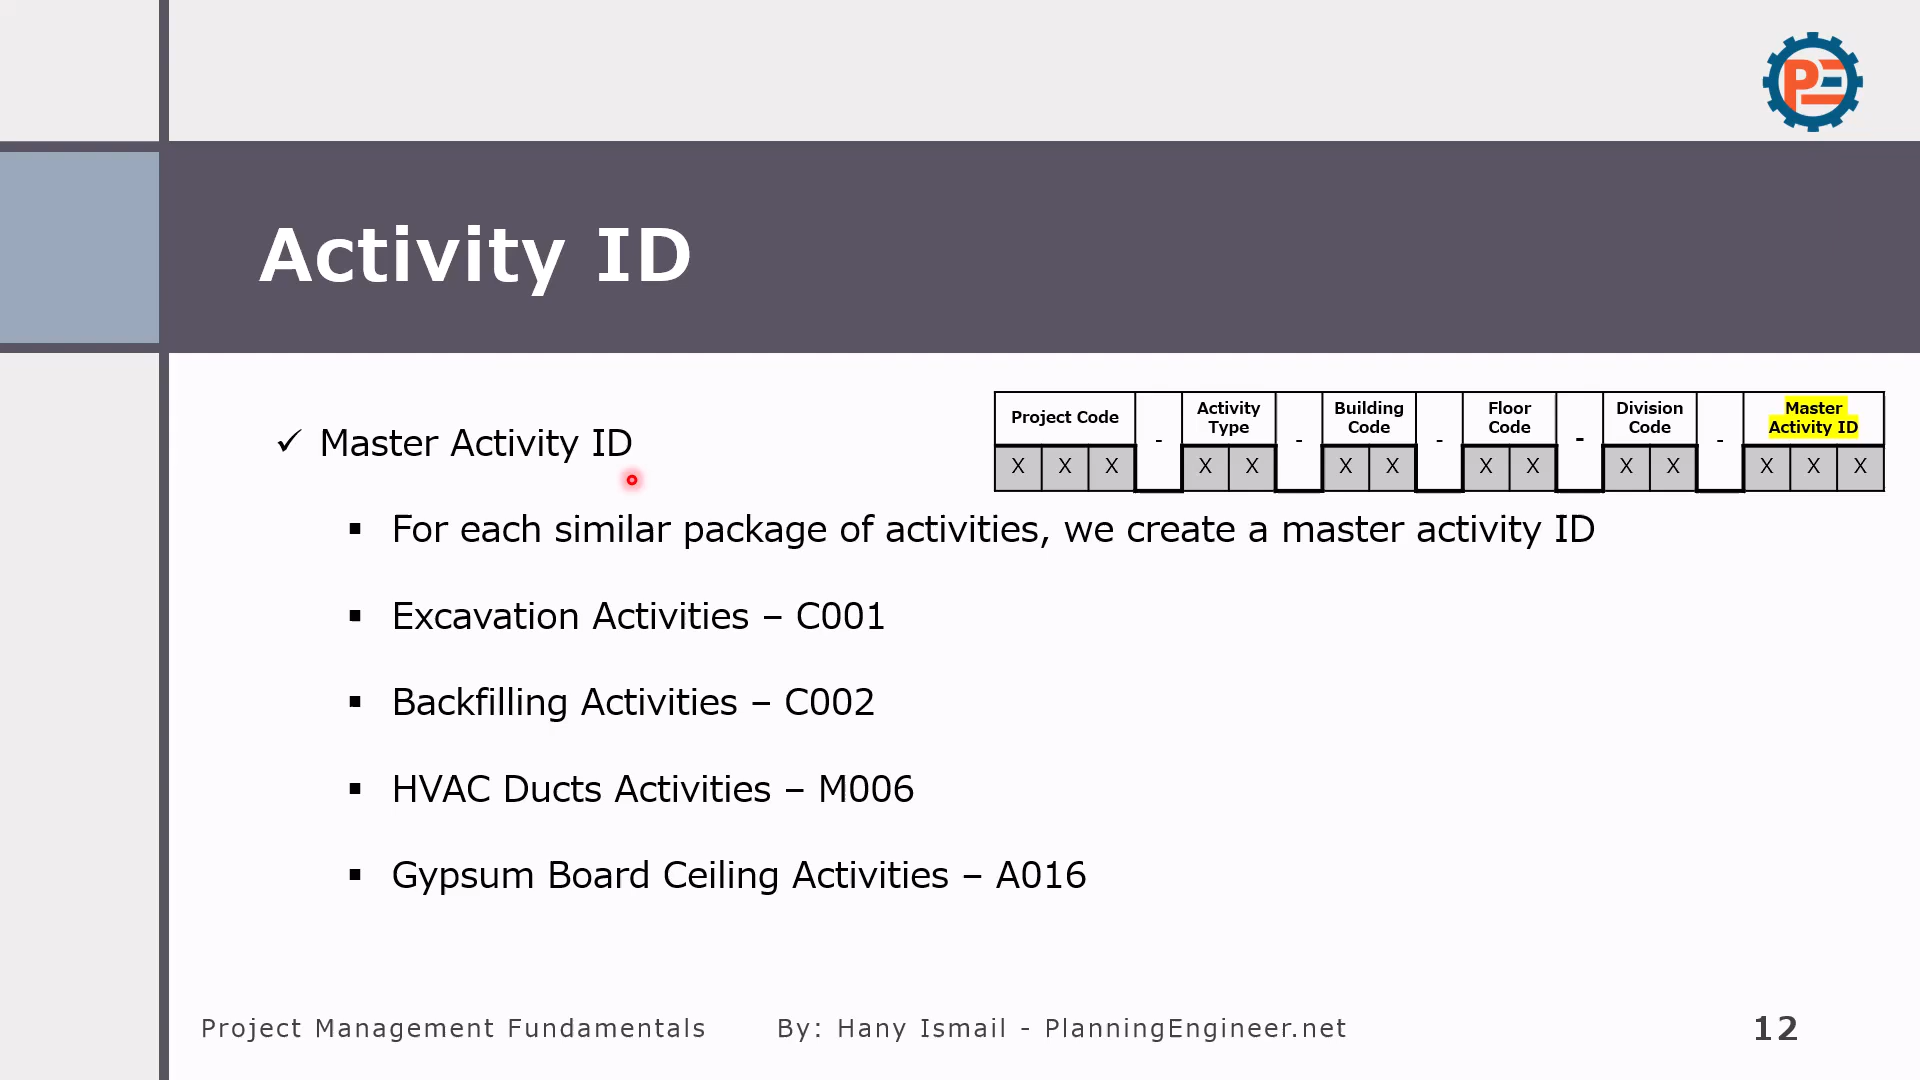 PE
Activity ID
Project Code - Activity Type - Building Code - Floor Code - Division Code - Master Activity ID
X X X X X X X X X X X X X X
✓ Master Activity ID
▪ For each similar package of activities, we create a master activity ID
▪ Excavation Activities – C001
▪ Backfilling Activities – C002
▪ HVAC Ducts Activities – M006
▪ Gypsum Board Ceiling Activities – A016
Project Management Fundamentals By: Hany Ismail - PlanningEngineer.net 12